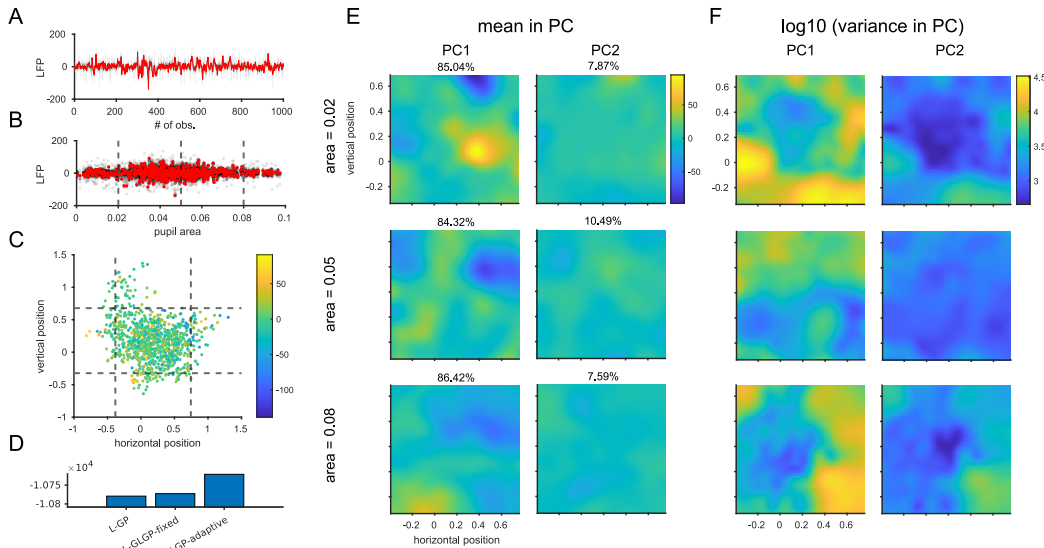 A
LFP
200
0
-200
0 200 400 600 800 1000
# of obs.
B
LFP
200
0
-200
0 0.02 0.04 0.06 0.08 0.1
pupil area
C
vertical position
1.5
1
0.5
0
-0.5
-1
-1 -0.5 0 0.5 1 1.5
horizontal position
50
0
-50
-100
D
×10⁴
-1.075
-1.08
L-GP
E
mean in PC
PC1 PC2
85.04% 7.87%
area = 0.02
vertical position
0.6
0.4
0.2
0
-0.2
50
0
-50
84.32% 10.49%
area = 0.05
86.42% 7.59%
area = 0.08
-0.2 0 0.2 0.4 0.6
horizontal position
F
log10 (variance in PC)
PC1 PC2
0.6
0.4
0.2
0
-0.2
4
3.5
3
0 0.2 0.4 0.6